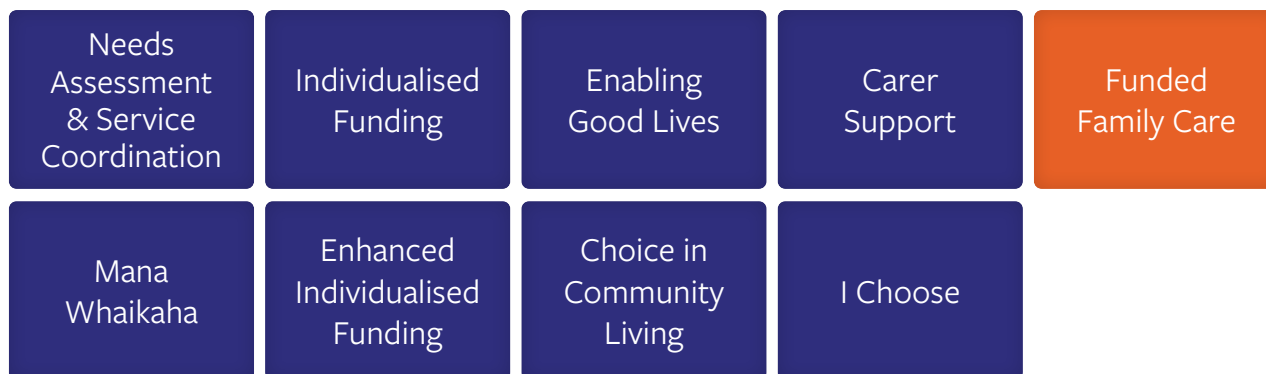 Needs
Assessment
& Service
Coordination
Individualised
Funding
Enabling
Good Lives
Carer
Support
Funded
Family Care
Mana
Whaikaha
Enhanced
Individualised
Funding
Choice in
Community
Living
I Choose